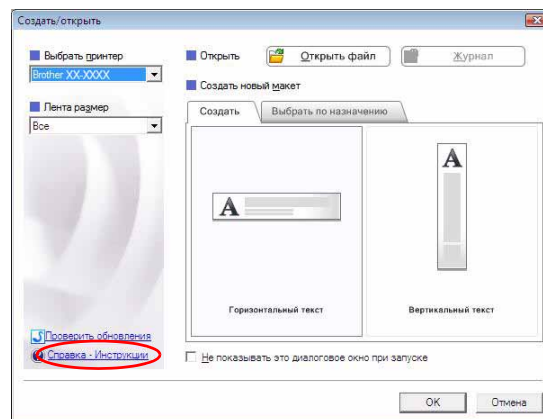 Создать/открыть
Выбрать принтер
Brother XX-XXXX
Лента размер
Все
Проверить обновления
Справка - Инструкции
Открыть
Открыть файл
Журнал
Создать новый макет
Создать
Выбрать по назначению
A
Горизонтальный текст
A
Вертикальный текст
Не показывать это диалоговое окно при запуске
OK
Отмена